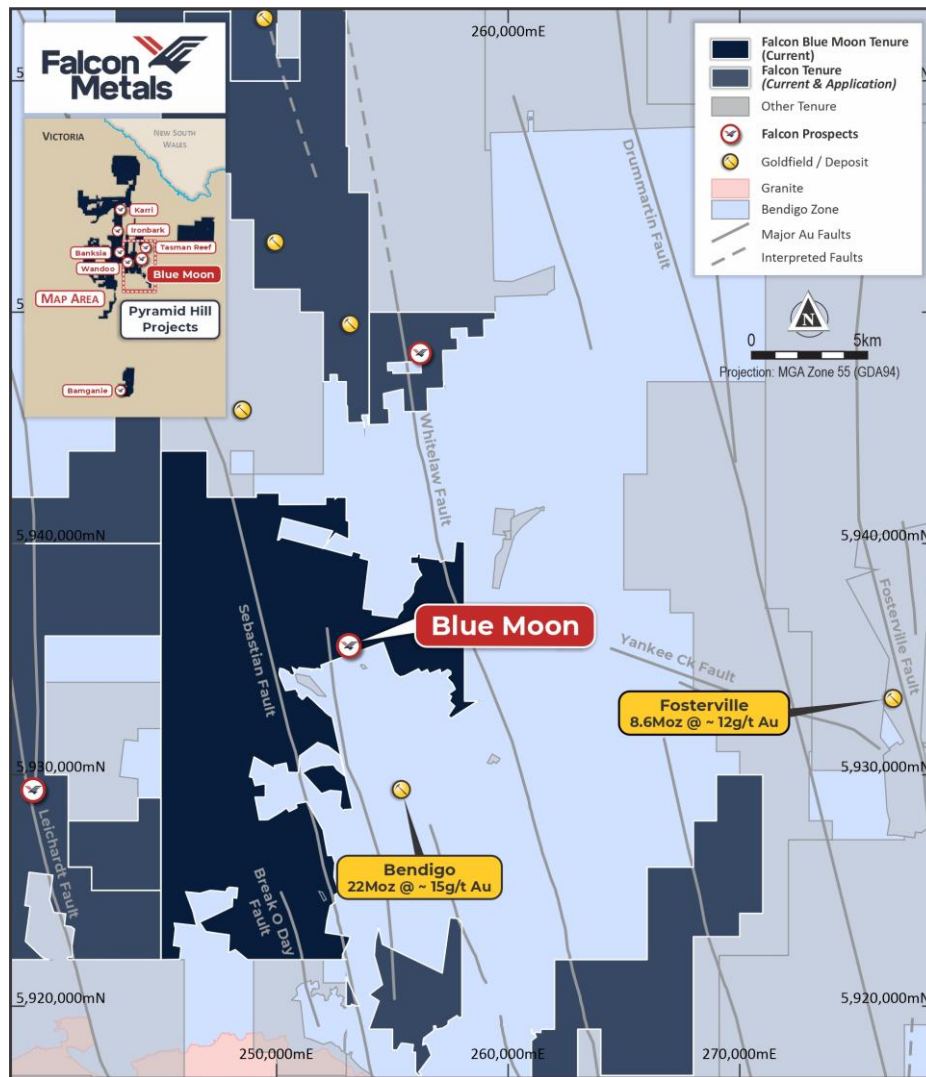 Falcon
Metals
VICTORIA
NEW SOUTH
WALES
Karri
Ironbark
Banksia
Tasman Reef
Wandoo
Blue Moon
MAP AREA
Pyramid Hill
Projects
Bamganie
260,000mE
Falcon Blue Moon Tenure
(Current)
Falcon Tenure
(Current & Application)
Other Tenure
Falcon Prospects
Goldfield / Deposit
Granite
Bendigo Zone
Major Au Faults
Interpreted Faults
N
0 5km
Projection: MGA Zone 55 (GDA94)
Drummartin Fault
Whitelaw Fault
5,940,000mN
5,940,000mN
Sebastian Fault
Blue Moon
Yankee Ck Fault
Fosterville Fault
Fosterville
8.6Moz @ ~ 12g/t Au
5,930,000mN
5,930,000mN
Leichardt Fault
Bendigo
22Moz @ ~ 15g/t Au
Break O Day
Fault
5,920,000mN
5,920,000mN
250,000mE
260,000mE
270,000mE